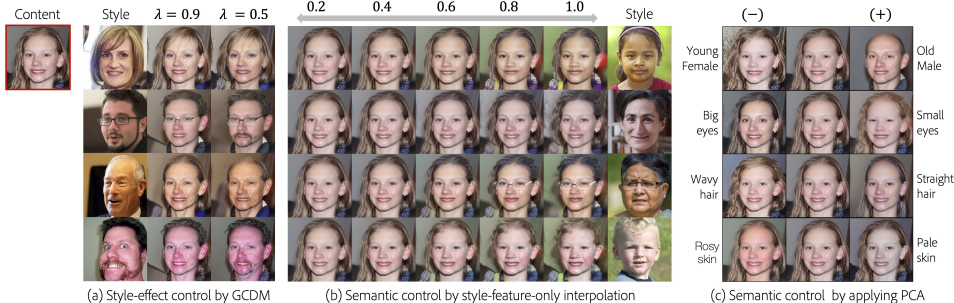 Content
Style
λ = 0.9
λ = 0.5
0.2
0.4
0.6
0.8
1.0
Style
(−)
(+)
Young
Female
Old
Male
Big
eyes
Small
eyes
Wavy
hair
Straight
hair
Rosy
skin
Pale
skin
(a) Style-effect control by GCDM
(b) Semantic control by style-feature-only interpolation
(c) Semantic control by applying PCA